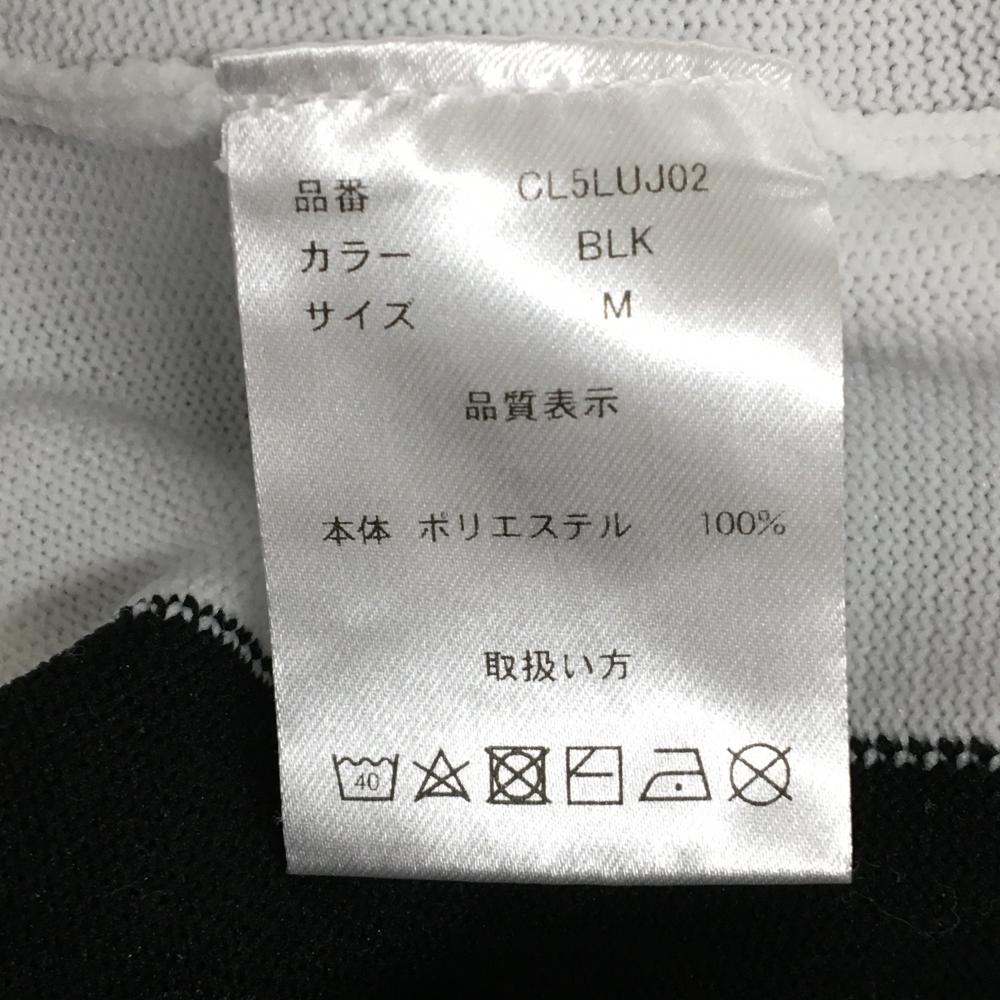 品番 CL5LUJ02
カラー BLK
サイズ M
品質表示
本体 ポリエステル 100%
取扱い方
40